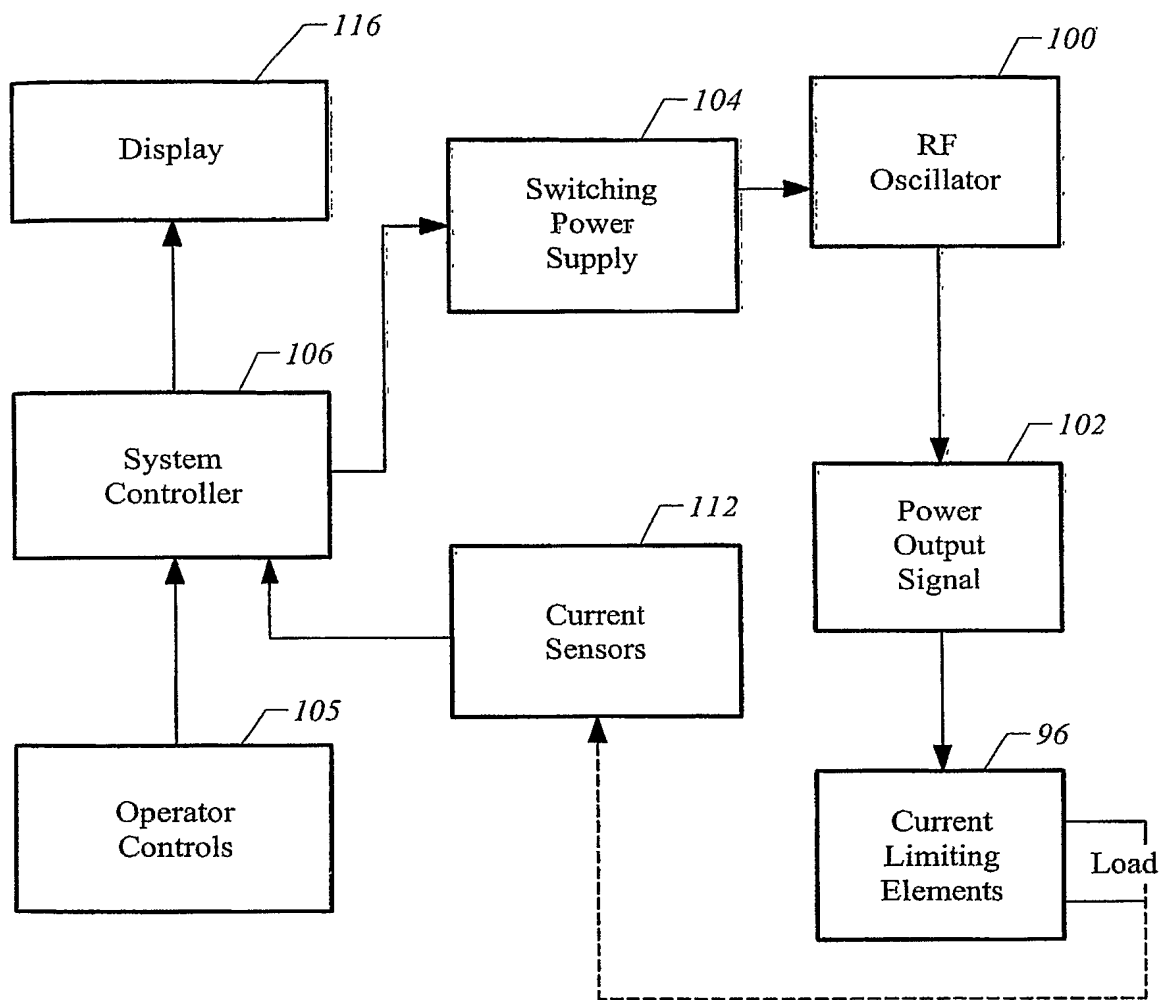 116
Display
104
Switching
Power
Supply
100
RF
Oscillator
106
System
Controller
112
Current
Sensors
102
Power
Output
Signal
105
Operator
Controls
96
Current
Limiting
Elements
Load